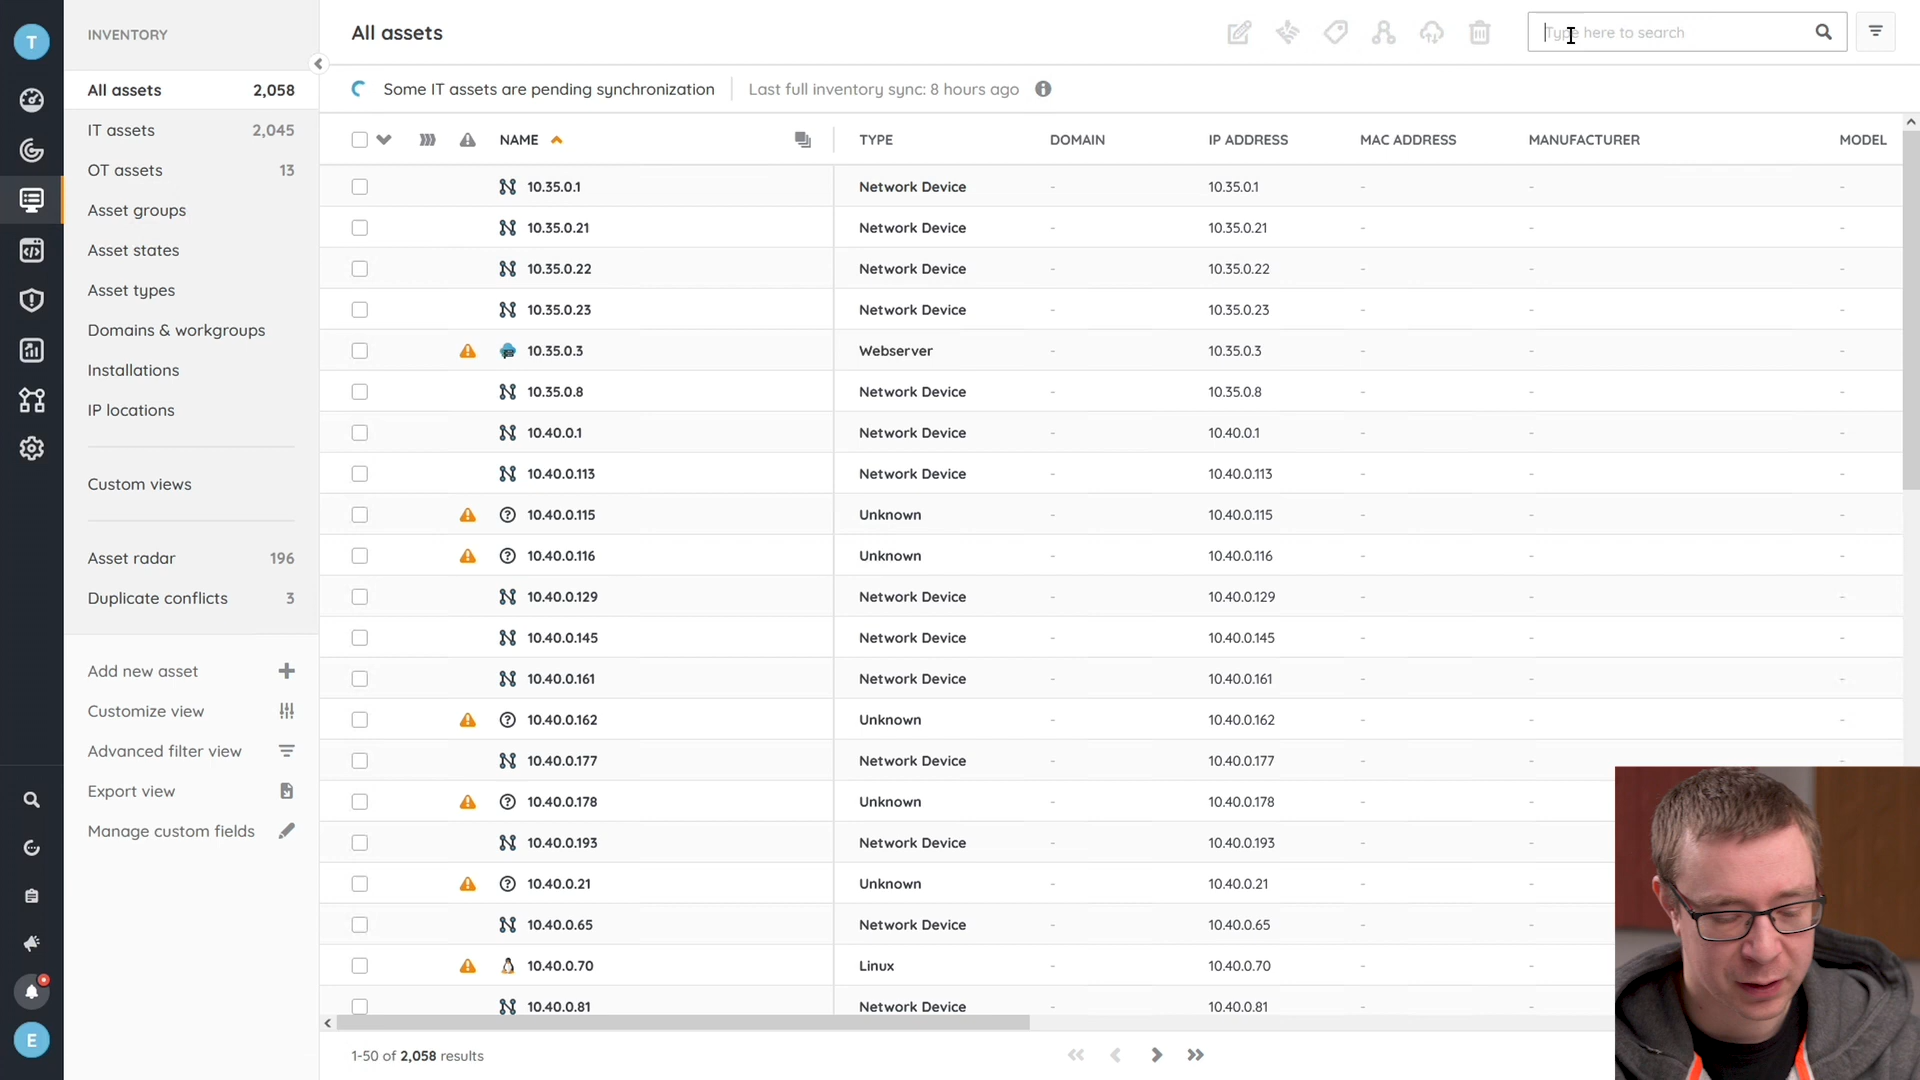 T
INVENTORY
All assets 2,058
IT assets 2,045
OT assets 13
Asset groups
Asset states
Asset types
Domains & workgroups
Installations
IP locations
Custom views
Asset radar 196
Duplicate conflicts 3
Add new asset
Customize view
Advanced filter view
Export view
Manage custom fields
E
All assets
Type here to search
Some IT assets are pending synchronization
Last full inventory sync: 8 hours ago
NAME TYPE DOMAIN IP ADDRESS MAC ADDRESS MANUFACTURER MODEL
10.35.0.1 Network Device - 10.35.0.1 - - -
10.35.0.21 Network Device - 10.35.0.21 - - -
10.35.0.22 Network Device - 10.35.0.22 - - -
10.35.0.23 Network Device - 10.35.0.23 - - -
10.35.0.3 Webserver - 10.35.0.3 - - -
10.35.0.8 Network Device - 10.35.0.8 - - -
10.40.0.1 Network Device - 10.40.0.1 - - -
10.40.0.113 Network Device - 10.40.0.113 - - -
10.40.0.115 Unknown - 10.40.0.115 - - -
10.40.0.116 Unknown - 10.40.0.116 - - -
10.40.0.129 Network Device - 10.40.0.129 - - -
10.40.0.145 Network Device - 10.40.0.145 - - -
10.40.0.161 Network Device - 10.40.0.161 - - -
10.40.0.162 Unknown - 10.40.0.162 - - -
10.40.0.177 Network Device - 10.40.0.177 - - -
10.40.0.178 Unknown - 10.40.0.178 - -
10.40.0.193 Network Device - 10.40.0.193 - -
10.40.0.21 Unknown - 10.40.0.21 - -
10.40.0.65 Network Device - 10.40.0.65 - -
10.40.0.70 Linux - 10.40.0.70 - -
10.40.0.81 Network Device - 10.40.0.81 - -
1-50 of 2,058 results